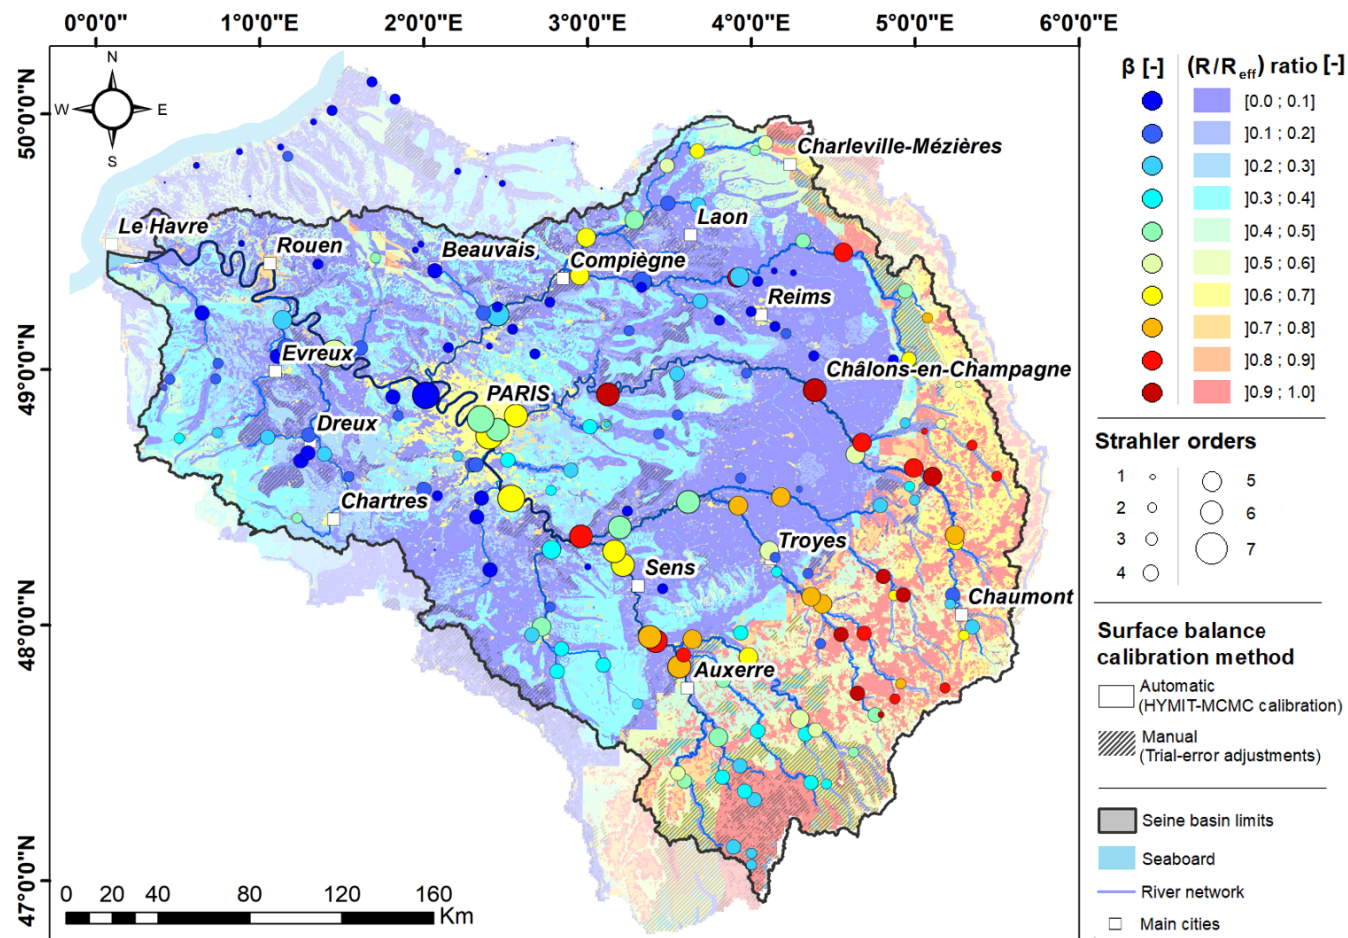 0°0'0"E 1°0'0"E 2°0'0"E 3°0'0"E 4°0'0"E 5°0'0"E 6°0'0"E
50°0'0"N
49°0'0"N
48°0'0"N
47°0'0"N
N
W E
S
Charleville-Mézières
Le Havre
Rouen
Beauvais
Laon
Compiègne
Reims
Evreux
PARIS
Châlons-en-Champagne
Dreux
Chartres
Troyes
Sens
Chaumont
Auxerre
0 20 40 80 120 160
Km
β [-] (R/Reff) ratio [-]
[0.0 ; 0.1]
]0.1 ; 0.2]
]0.2 ; 0.3]
]0.3 ; 0.4]
]0.4 ; 0.5]
]0.5 ; 0.6]
]0.6 ; 0.7]
]0.7 ; 0.8]
]0.8 ; 0.9]
]0.9 ; 1.0]
Strahler orders
1 5
2 6
3 7
4
Surface balance
calibration method
Automatic
(HYMIT-MCMC calibration)
Manual
(Trial-error adjustments)
Seine basin limits
Seaboard
River network
Main cities